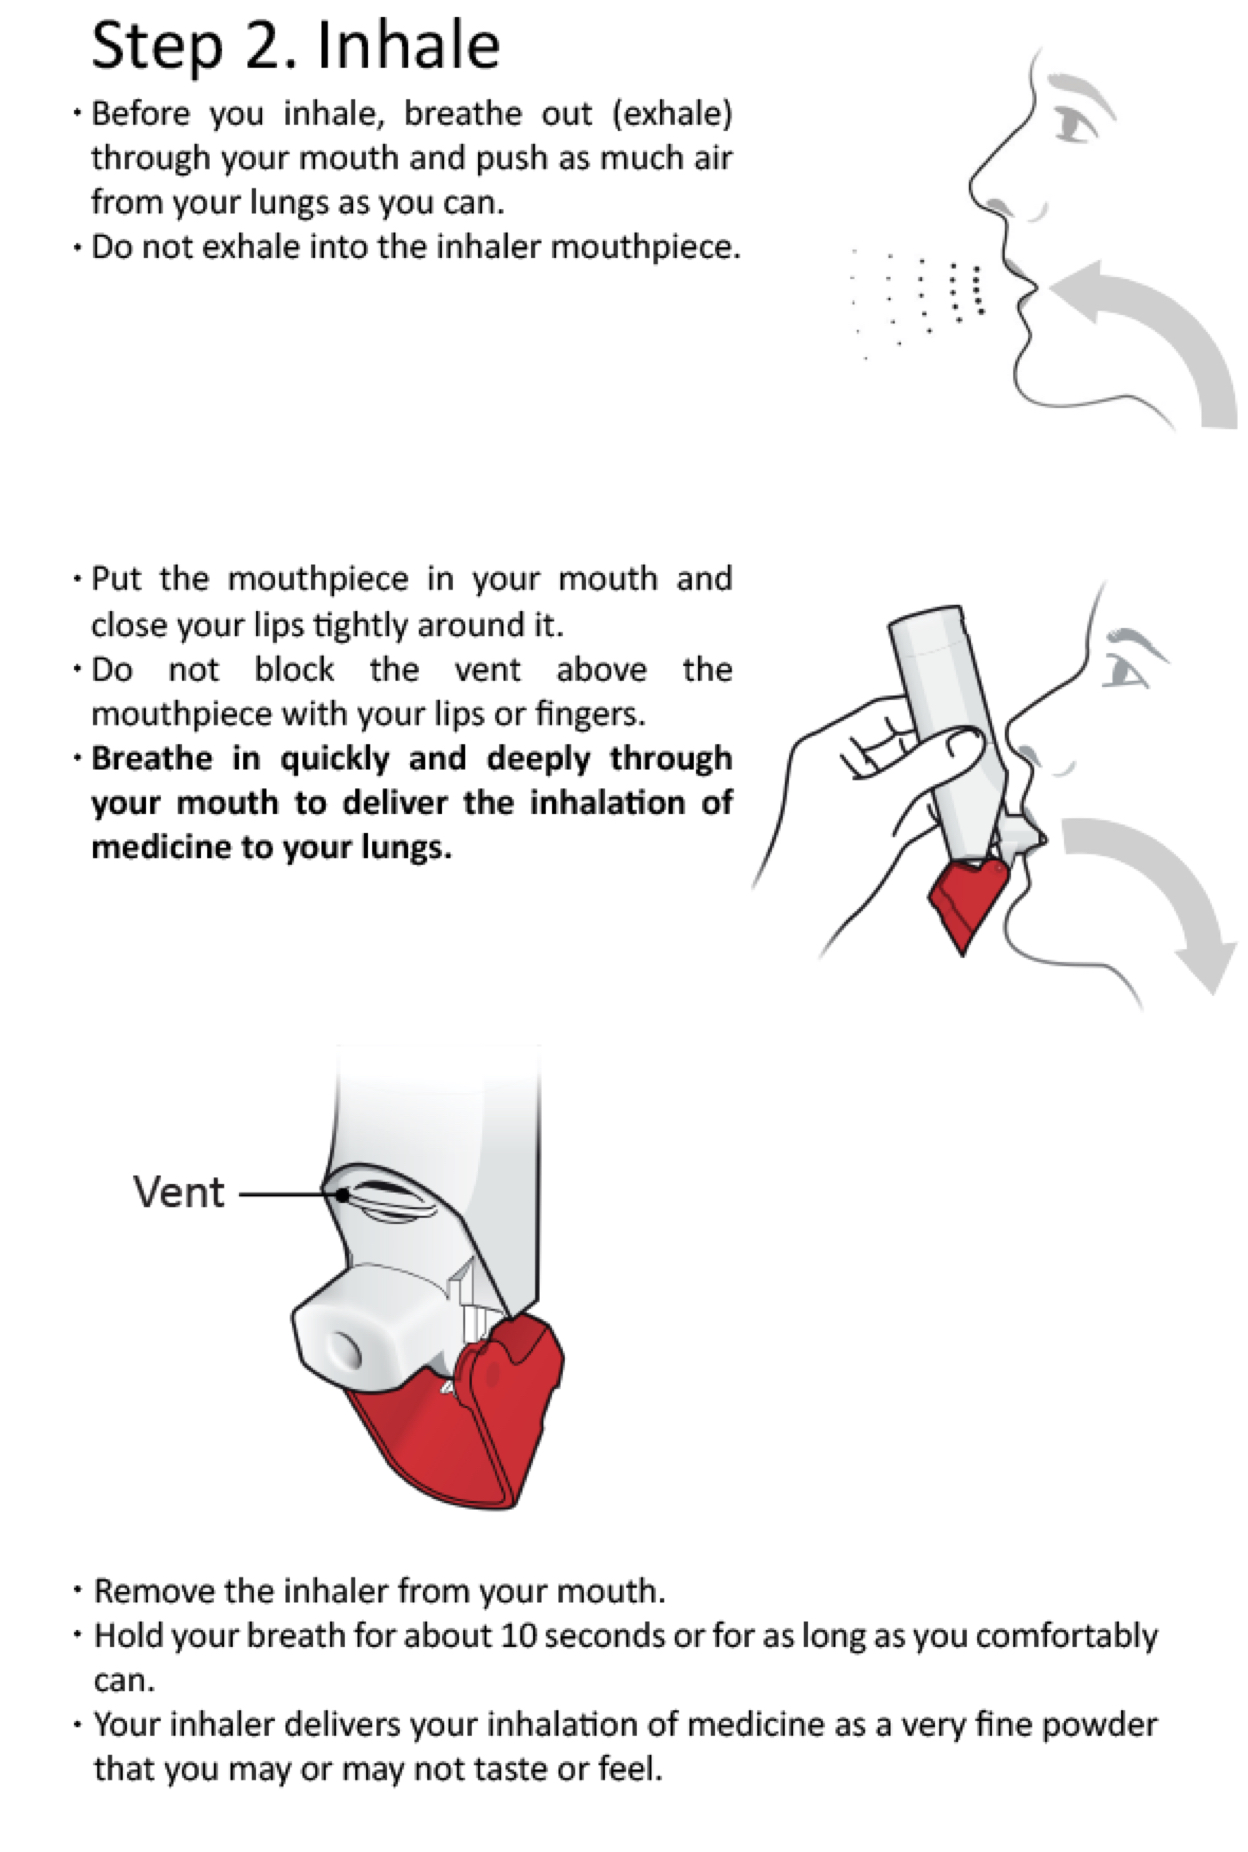 Step 2. Inhale
· Before you inhale, breathe out (exhale)
through your mouth and push as much air
from your lungs as you can.
· Do not exhale into the inhaler mouthpiece.
· Put the mouthpiece in your mouth and
close your lips tightly around it.
· Do not block the vent above the
mouthpiece with your lips or fingers.
· Breathe in quickly and deeply through
your mouth to deliver the inhalation of
medicine to your lungs.
Vent
· Remove the inhaler from your mouth.
· Hold your breath for about 10 seconds or for as long as you comfortably
can.
· Your inhaler delivers your inhalation of medicine as a very fine powder
that you may or may not taste or feel.